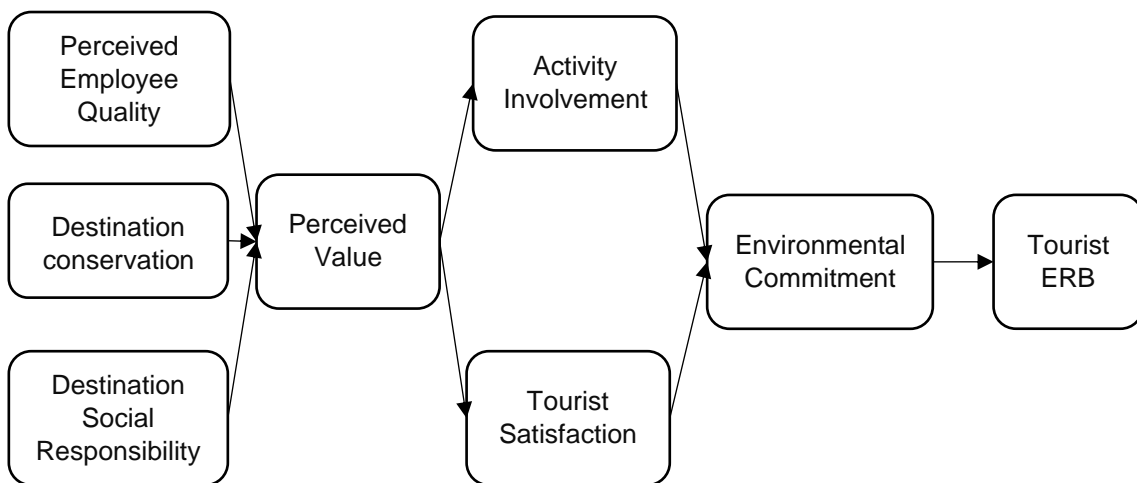 Perceived
Employee
Quality
Destination
conservation
Destination
Social
Responsibility
Perceived
Value
Activity
Involvement
Tourist
Satisfaction
Environmental
Commitment
Tourist
ERB